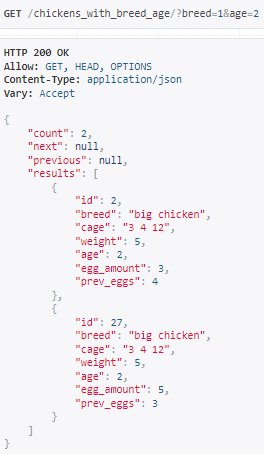 GET /chickens_with_breed_age/?breed=1&age=2
HTTP 200 OK
Allow: GET, HEAD, OPTIONS
Content-Type: application/json
Vary: Accept
{
    "count": 2,
    "next": null,
    "previous": null,
    "results": [
        {
            "id": 2,
            "breed": "big chicken",
            "cage": "3 4 12",
            "weight": 5,
            "age": 2,
            "egg_amount": 3,
            "prev_eggs": 4
        },
        {
            "id": 27,
            "breed": "big chicken",
            "cage": "3 4 12",
            "weight": 5,
            "age": 2,
            "egg_amount": 5,
            "prev_eggs": 3
        }
    ]
}